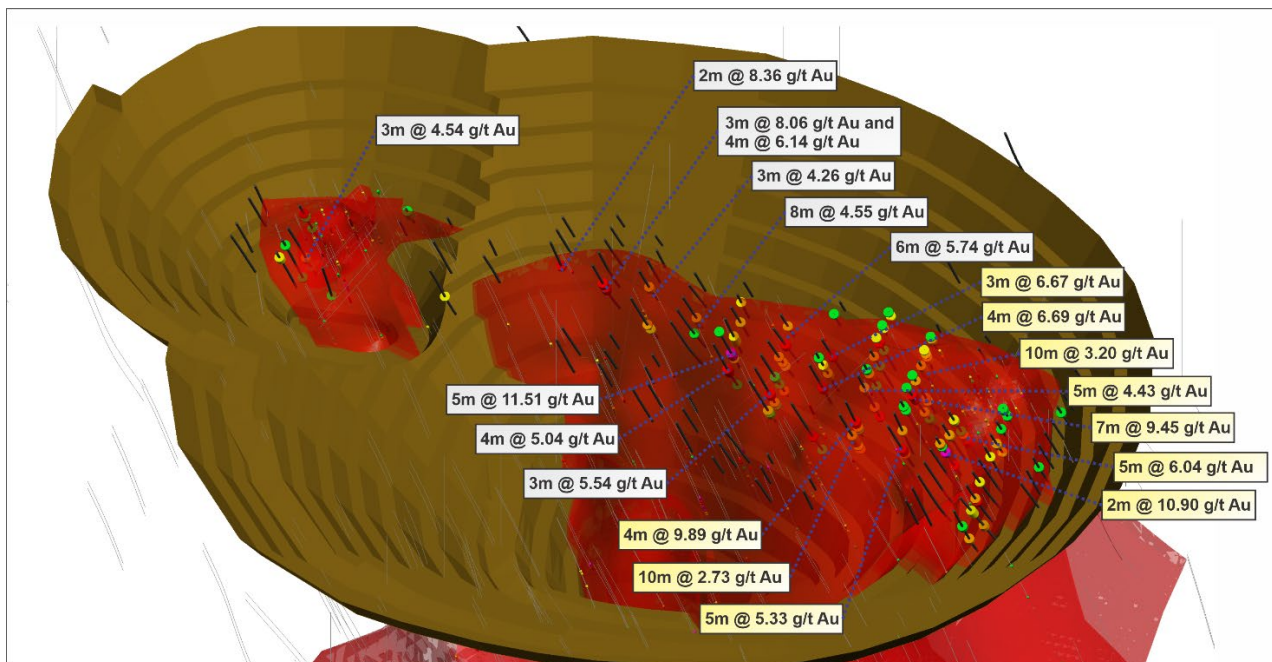 2m @ 8.36 g/t Au
3m @ 4.54 g/t Au
3m @ 8.06 g/t Au and
4m @ 6.14 g/t Au
3m @ 4.26 g/t Au
8m @ 4.55 g/t Au
6m @ 5.74 g/t Au
3m @ 6.67 g/t Au
4m @ 6.69 g/t Au
10m @ 3.20 g/t Au
5m @ 4.43 g/t Au
7m @ 9.45 g/t Au
5m @ 6.04 g/t Au
2m @ 10.90 g/t Au
5m @ 11.51 g/t Au
4m @ 5.04 g/t Au
3m @ 5.54 g/t Au
4m @ 9.89 g/t Au
10m @ 2.73 g/t Au
5m @ 5.33 g/t Au